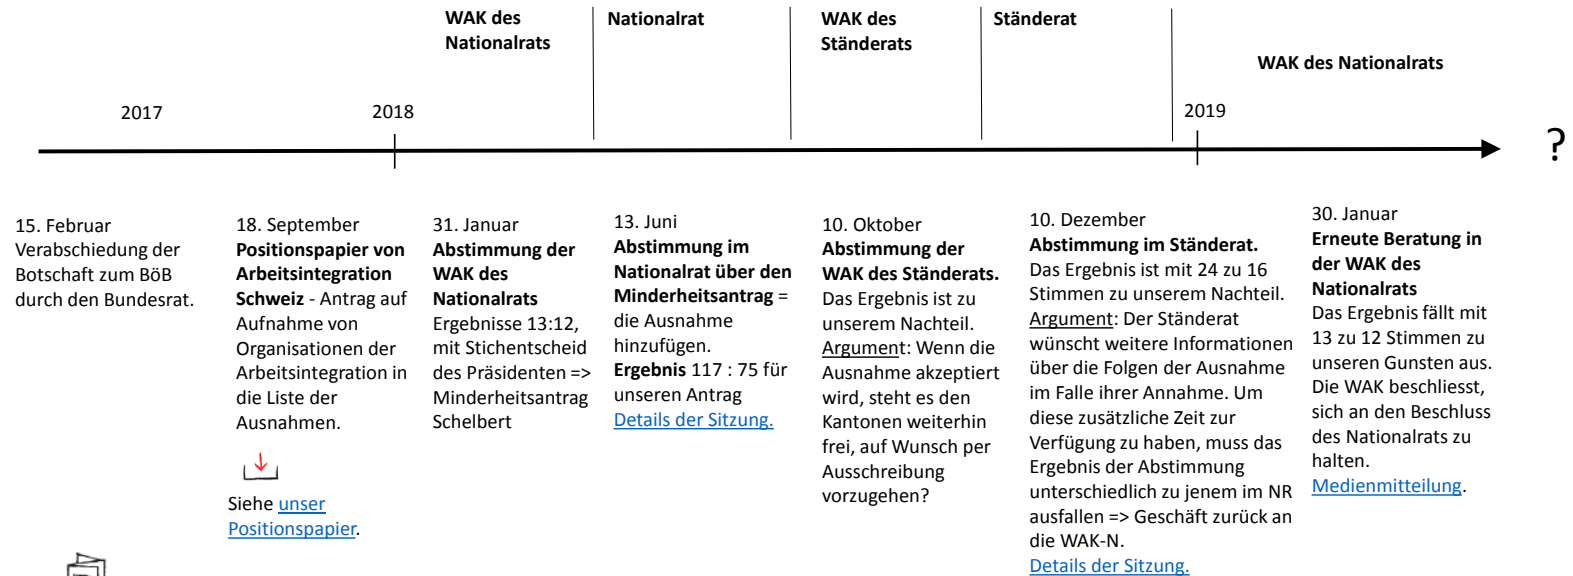 WAK des
Nationalrats
Nationalrat
WAK des
Ständerats
Ständerat
WAK des Nationalrats
2017
2018
2019
?
15. Februar
Verabschiedung der
Botschaft zum BöB
durch den Bundesrat.
18. September
Positionspapier von
Arbeitsintegration
Schweiz - Antrag auf
Aufnahme von
Organisationen der
Arbeitsintegration in
die Liste der
Ausnahmen.
Siehe unser
Positionspapier.
31. Januar
Abstimmung der
WAK des
Nationalrats
Ergebnisse 13:12,
mit Stichentscheid
des Präsidenten =>
Minderheitsantrag
Schelbert
13. Juni
Abstimmung im
Nationalrat über den
Minderheitsantrag =
die Ausnahme
hinzufügen.
Ergebnis 117 : 75 für
unseren Antrag
Details der Sitzung.
10. Oktober
Abstimmung der
WAK des Ständerats.
Das Ergebnis ist zu
unserem Nachteil.
Argument: Wenn die
Ausnahme akzeptiert
wird, steht es den
Kantonen weiterhin
frei, auf Wunsch per
Ausschreibung
vorzugehen?
10. Dezember
Abstimmung im Ständerat.
Das Ergebnis ist mit 24 zu 16
Stimmen zu unserem Nachteil.
Argument: Der Ständerat
wünscht weitere Informationen
über die Folgen der Ausnahme
im Falle ihrer Annahme. Um
diese zusätzliche Zeit zur
Verfügung zu haben, muss das
Ergebnis der Abstimmung
unterschiedlich zu jenem im NR
ausfallen => Geschäft zurück an
die WAK-N.
Details der Sitzung.
30. Januar
Erneute Beratung in
der WAK des
Nationalrats
Das Ergebnis fällt mit
13 zu 12 Stimmen zu
unseren Gunsten aus.
Die WAK beschliesst,
sich an den Beschluss
des Nationalrats zu
halten.
Medienmitteilung.